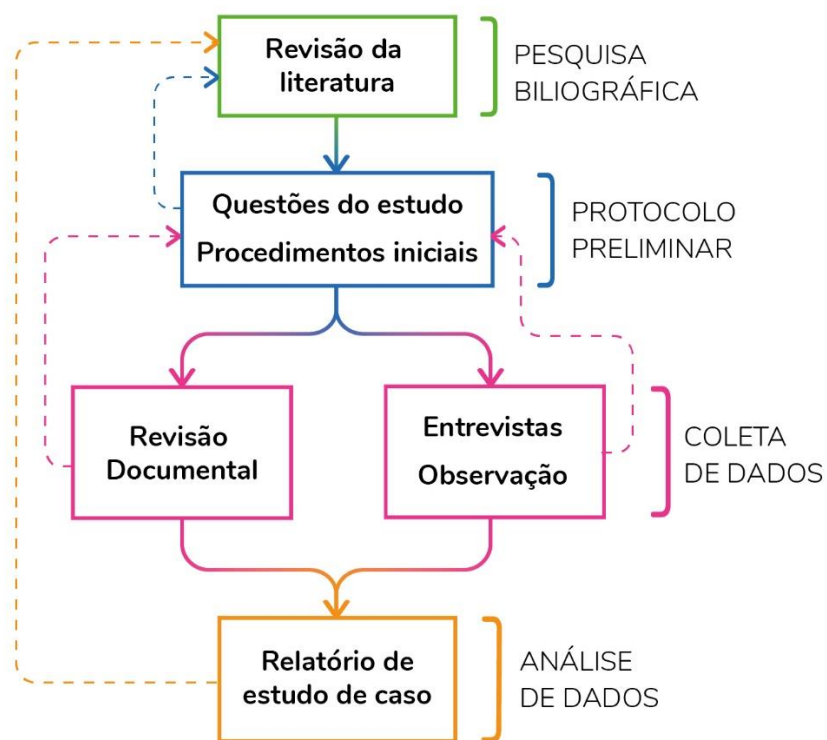 Revisão da
literatura
PESQUISA
BILIOGRÁFICA
Questões do estudo
Procedimentos iniciais
PROTOCOLO
PRELIMINAR
Revisão
Documental
Entrevistas
Observação
COLETA
DE DADOS
Relatório de
estudo de caso
ANÁLISE
DE DADOS